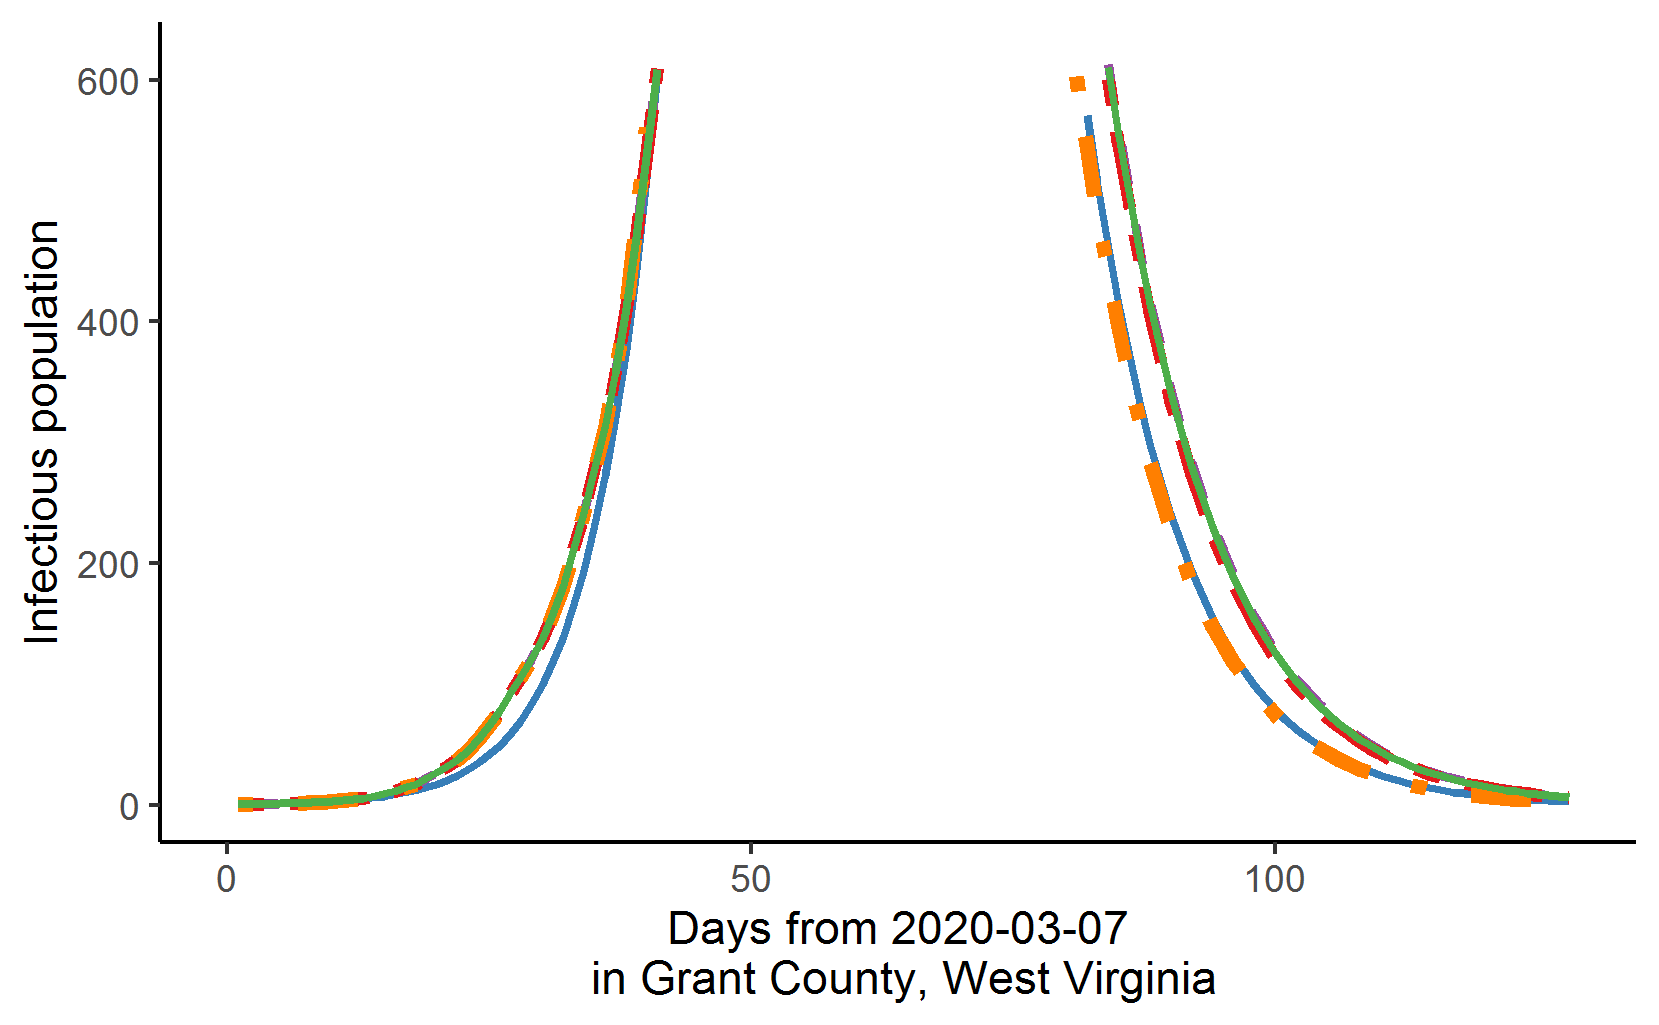 Infectious population
600
400
200
0
0 50 100
Days from 2020-03-07
in Grant County, West Virginia